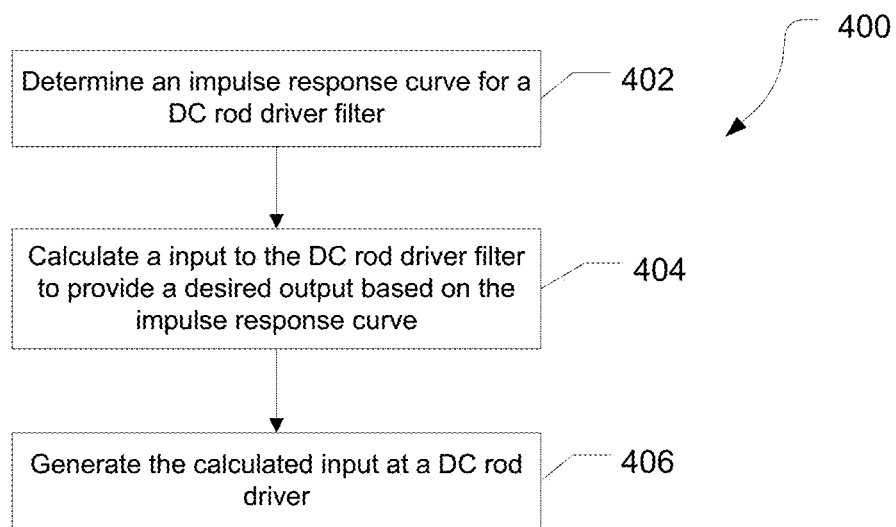 400
Determine an impulse response curve for a
DC rod driver filter
402
Calculate a input to the DC rod driver filter
to provide a desired output based on the
impulse response curve
404
Generate the calculated input at a DC rod
driver
406